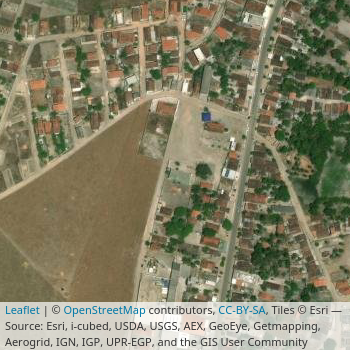 Leaflet | © OpenStreetMap contributors, CC-BY-SA, Tiles © Esri —
Source: Esri, i-cubed, USDA, USGS, AEX, GeoEye, Getmapping,
Aerogrid, IGN, IGP, UPR-EGP, and the GIS User Community